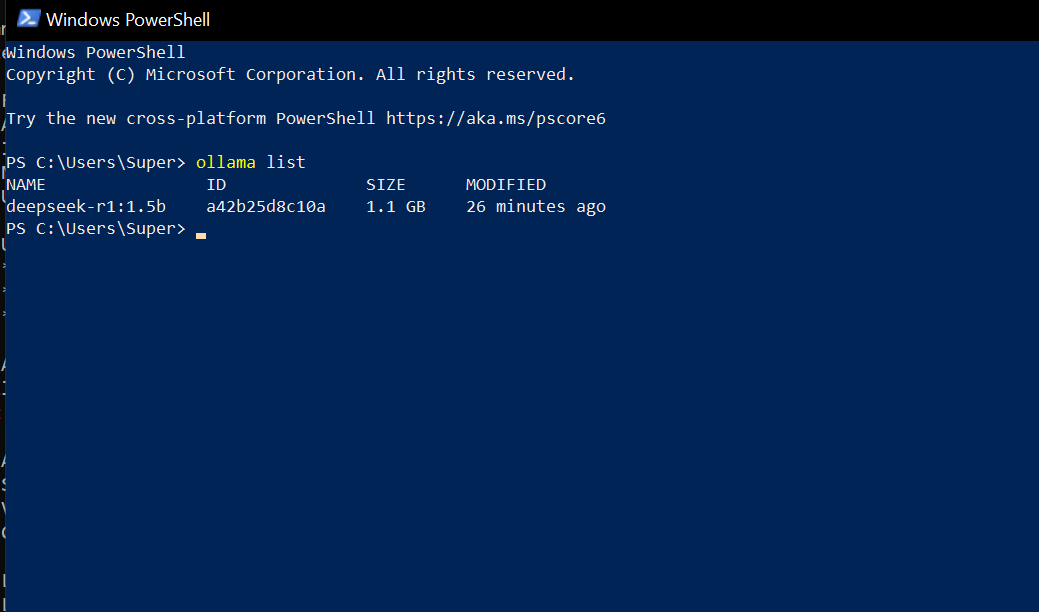 Windows PowerShell
Windows PowerShell
Copyright (C) Microsoft Corporation. All rights reserved.
Try the new cross-platform PowerShell https://aka.ms/pscore6
PS C:\Users\Super> ollama list
NAME ID SIZE MODIFIED
deepseek-r1:1.5b a42b25d8c10a 1.1 GB 26 minutes ago
PS C:\Users\Super>